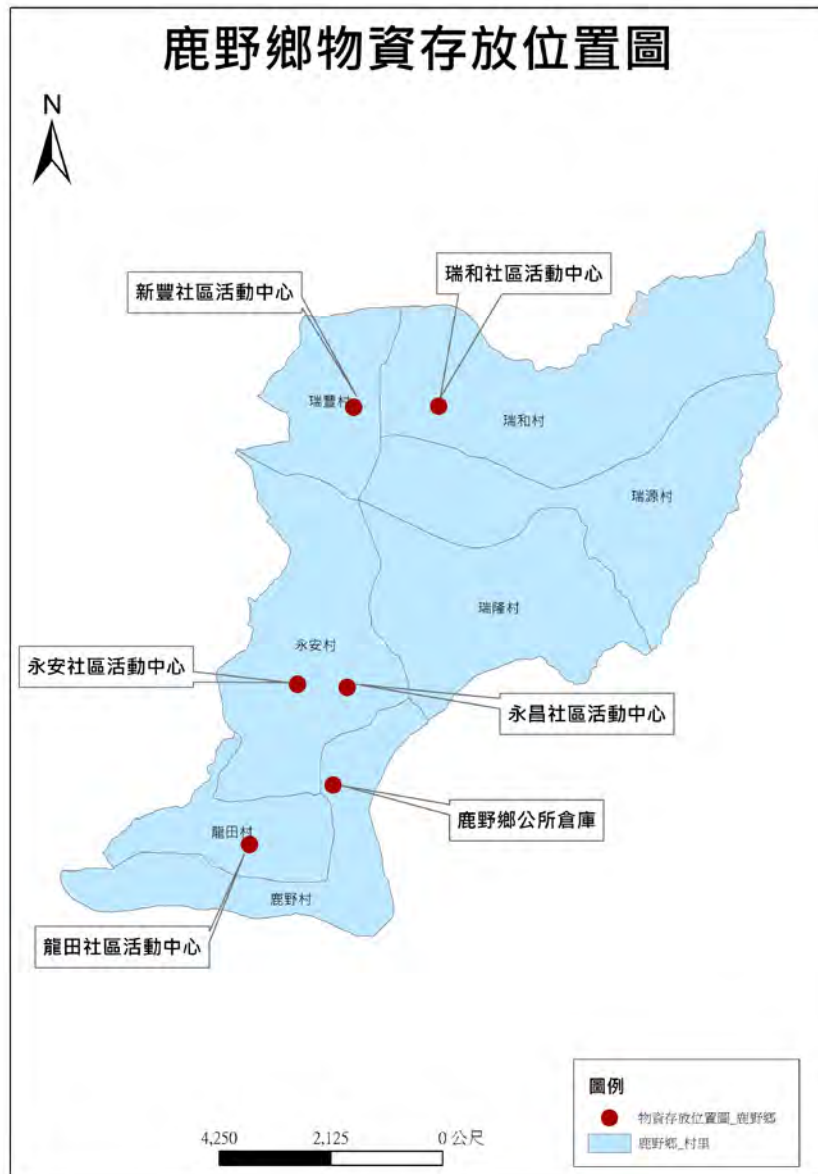 鹿野鄉物資存放位置圖
N
瑞和社區活動中心
新豐社區活動中心
瑞豐村
瑞和村
瑞源村
瑞隆村
永安村
永安社區活動中心
永昌社區活動中心
鹿野鄉公所倉庫
龍田村
鹿野村
龍田社區活動中心
圖例
物資存放位置圖_鹿野鄉
鹿野鄉_村里
4,250 2,125 0 公尺